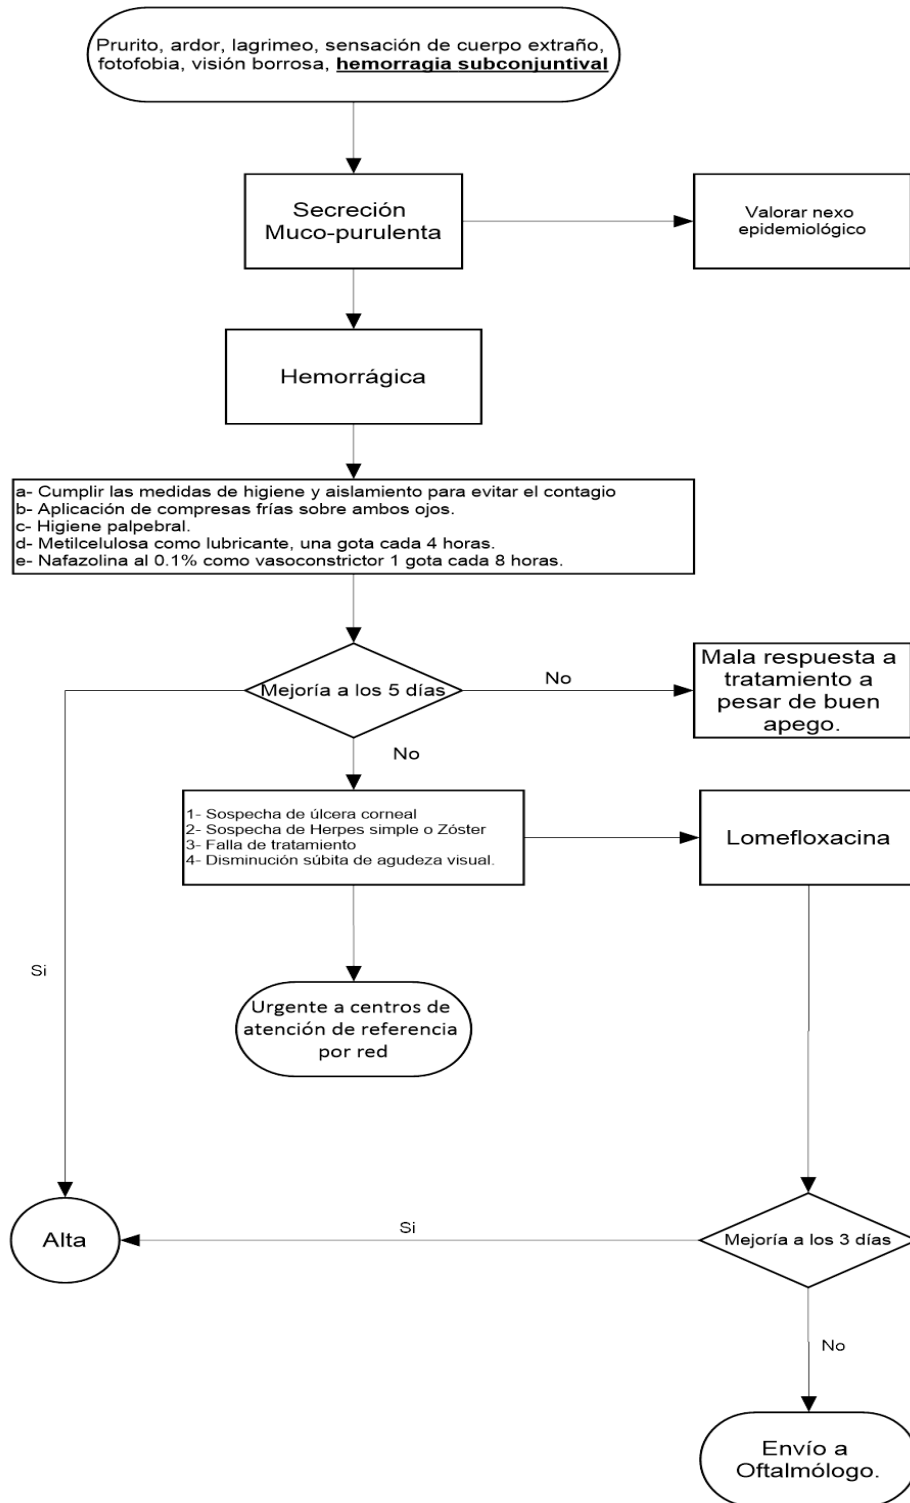 Prurito, ardor, lagrimeo, sensación de cuerpo extraño,
fotofobia, visión borrosa, hemorragia subconjuntival
Secreción
Muco-purulenta
Valorar nexo
epidemiológico
Hemorrágica
a- Cumplir las medidas de higiene y aislamiento para evitar el contagio
b- Aplicación de compresas frías sobre ambos ojos.
c- Higiene palpebral.
d- Metilcelulosa como lubricante, una gota cada 4 horas.
e- Nafazolina al 0.1% como vasoconstrictor 1 gota cada 8 horas.
Mejoría a los 5 días
No
Mala respuesta a
tratamiento a
pesar de buen
apego.
No
1- Sospecha de úlcera corneal
2- Sospecha de Herpes simple o Zóster
3- Falla de tratamiento
4- Disminución súbita de agudeza visual.
Lomefloxacina
Si
Urgente a centros de
atención de referencia
por red
Alta
Si
Mejoría a los 3 días
No
Envío a
Oftalmólogo.